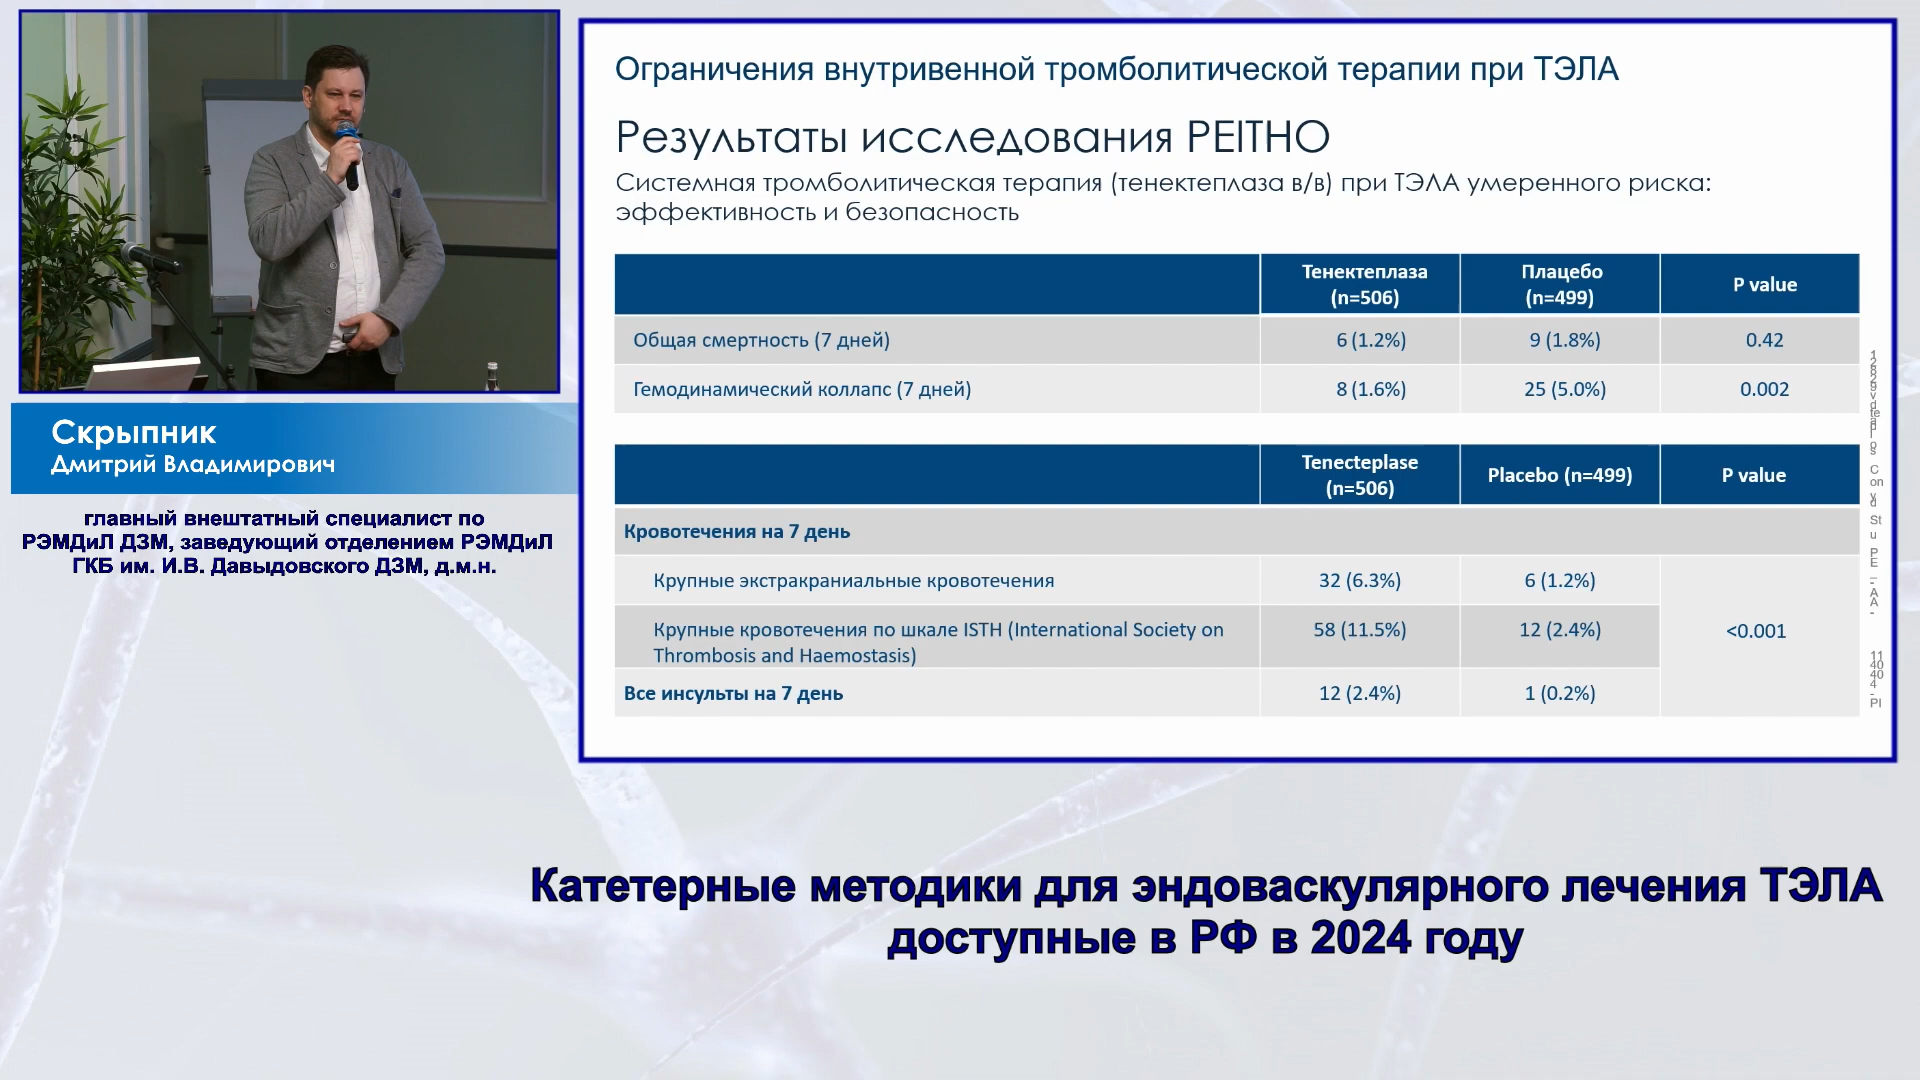 Скрыпник
Дмитрий Владимирович
главный внештатный специалист по
РЭМДиЛ ДЗМ, заведующий отделением РЭМДиЛ
ГКБ им. И.В. Давыдовского ДЗМ, д.м.н.
Ограничения внутривенной тромболитической терапии при ТЭЛА
Результаты исследования PEITHO
Системная тромболитическая терапия (тенектеплаза в/в) при ТЭЛА умеренного риска:
эффективность и безопасность
Тенектеплаза (n=506) Плацебо (n=499) P value
Общая смертность (7 дней) 6 (1.2%) 9 (1.8%) 0.42
Гемодинамический коллапс (7 дней) 8 (1.6%) 25 (5.0%) 0.002
Tenecteplase (n=506) Placebo (n=499) P value
Кровотечения на 7 день
Крупные экстракраниальные кровотечения 32 (6.3%) 6 (1.2%)
Крупные кровотечения по шкале ISTH (International Society on
Thrombosis and Haemostasis) 58 (11.5%) 12 (2.4%) <0.001
Все инсульты на 7 день 12 (2.4%) 1 (0.2%)
Катетерные методики для эндоваскулярного лечения ТЭЛА
доступные в РФ в 2024 году